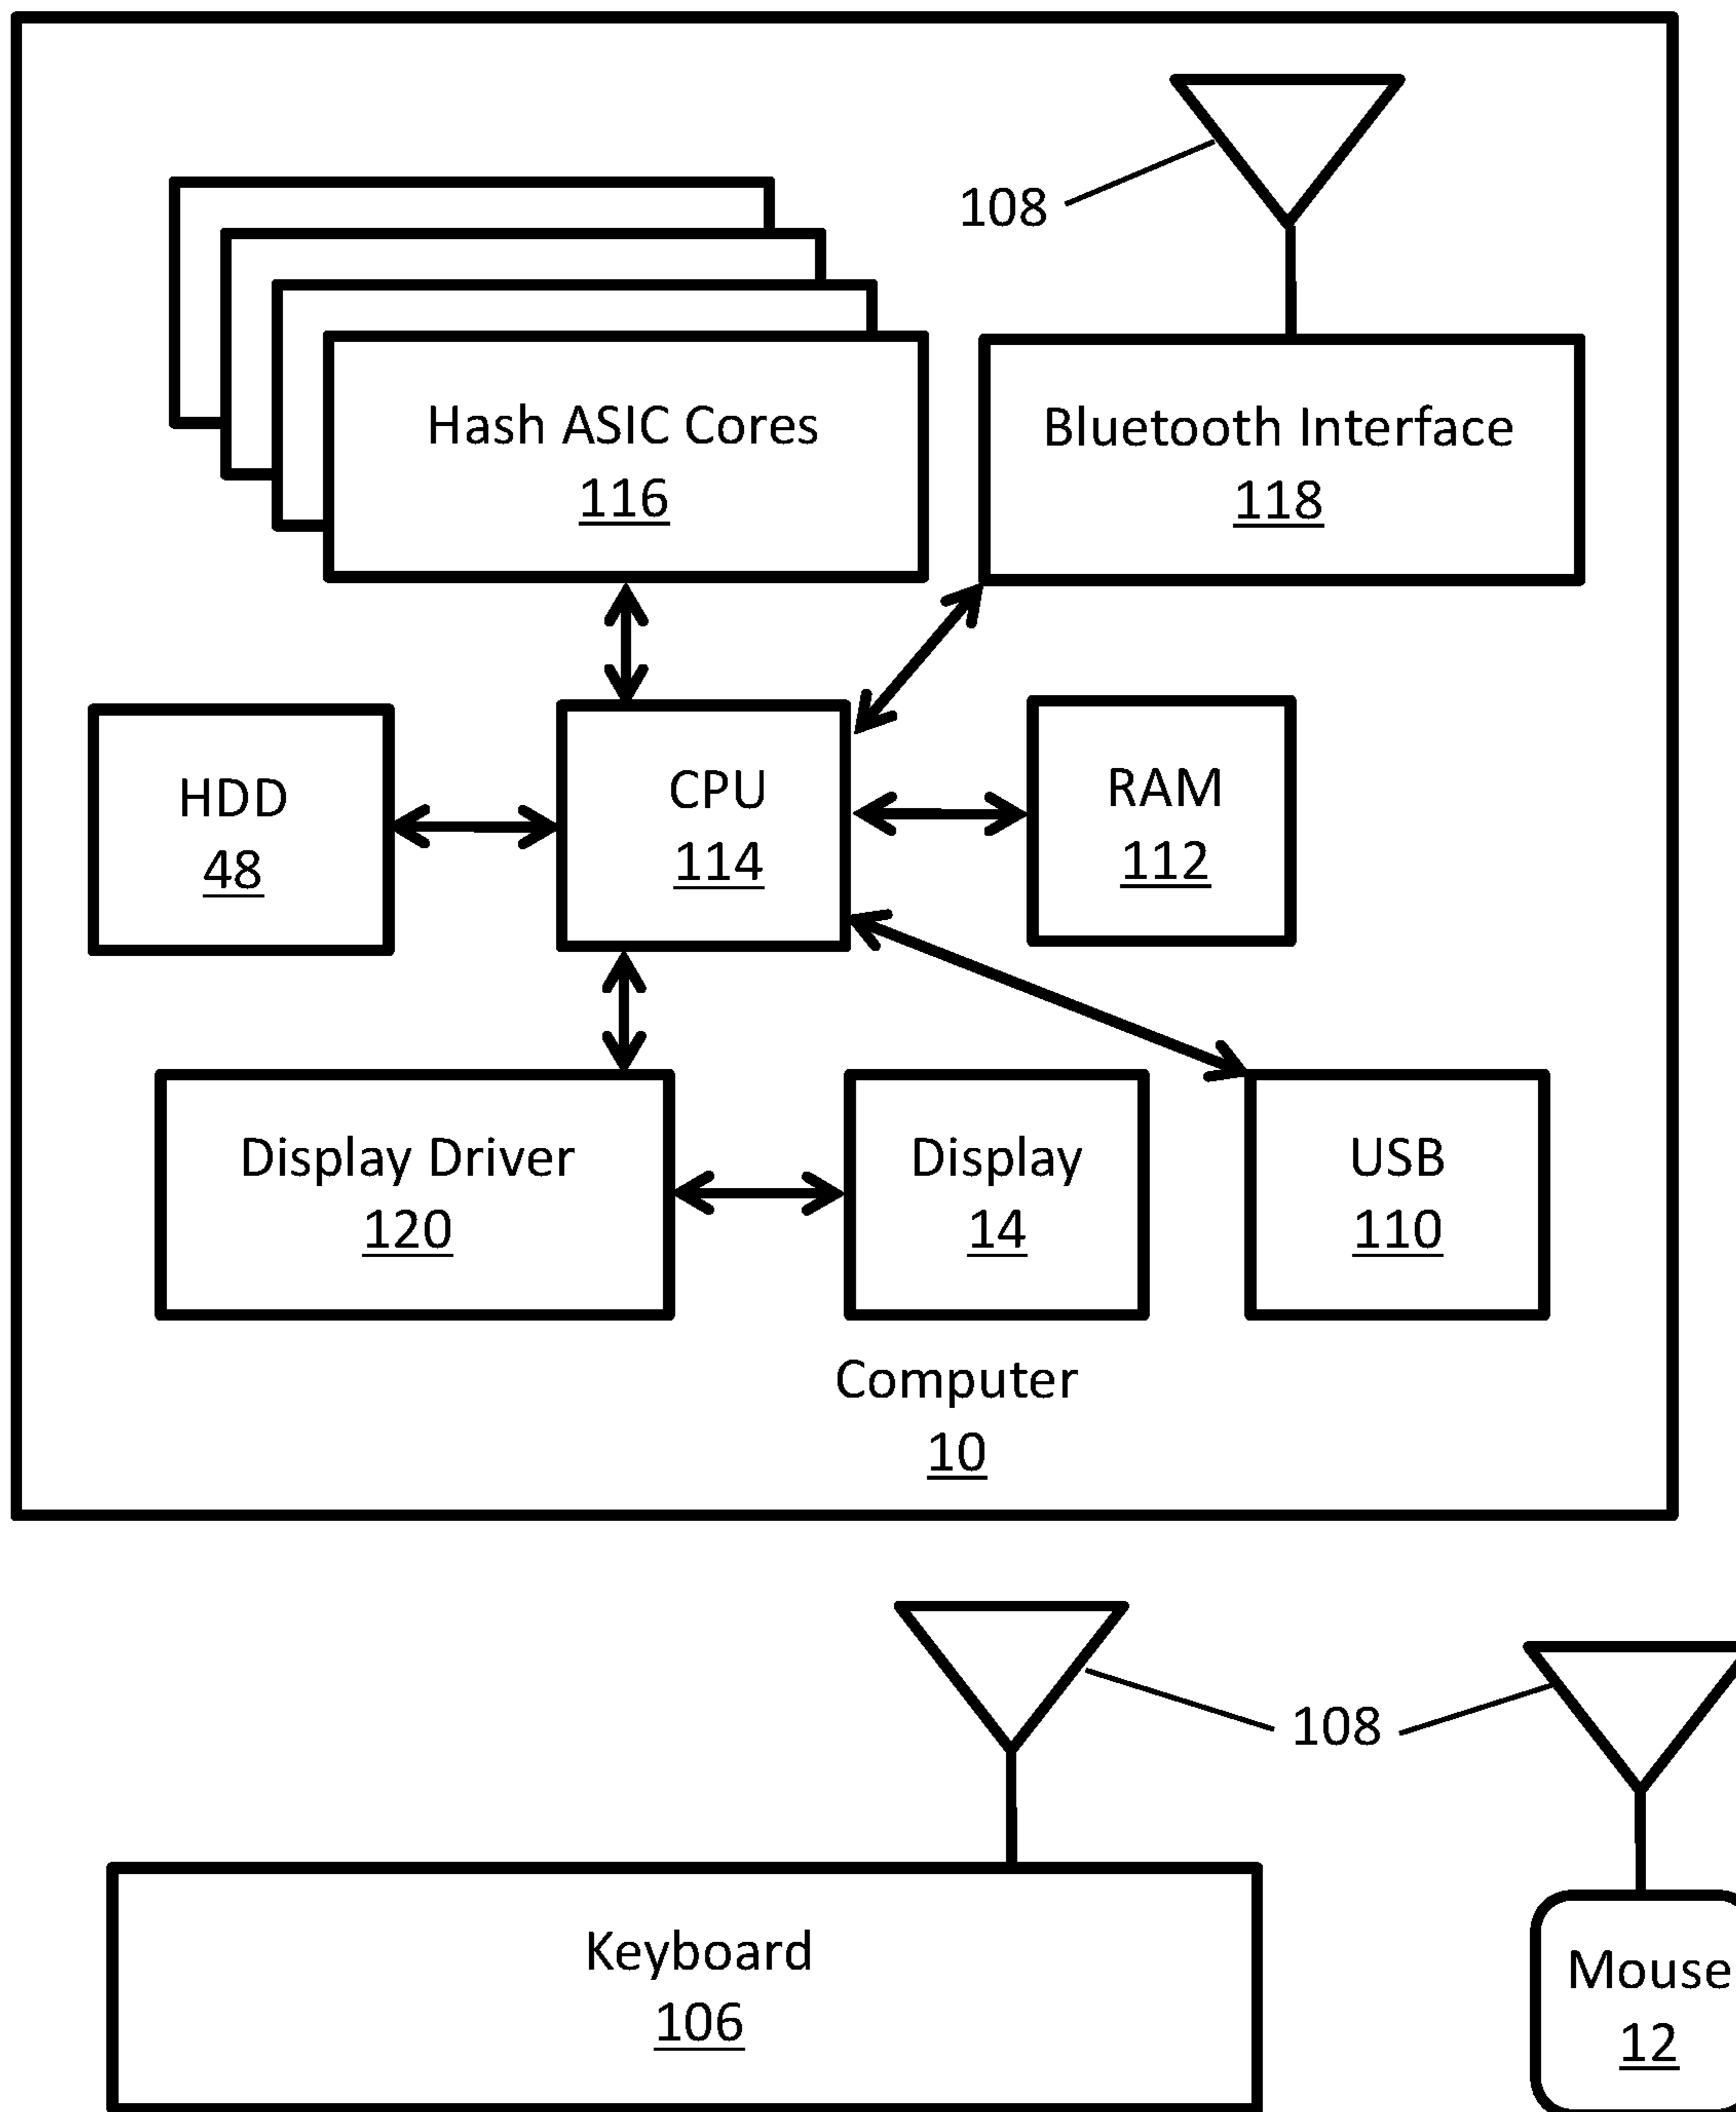 108
Hash ASIC Cores
116
Bluetooth Interface
118
HDD
48
CPU
114
RAM
112
Display Driver
120
Display
14
USB
110
Computer
10
108
Keyboard
106
Mouse
12